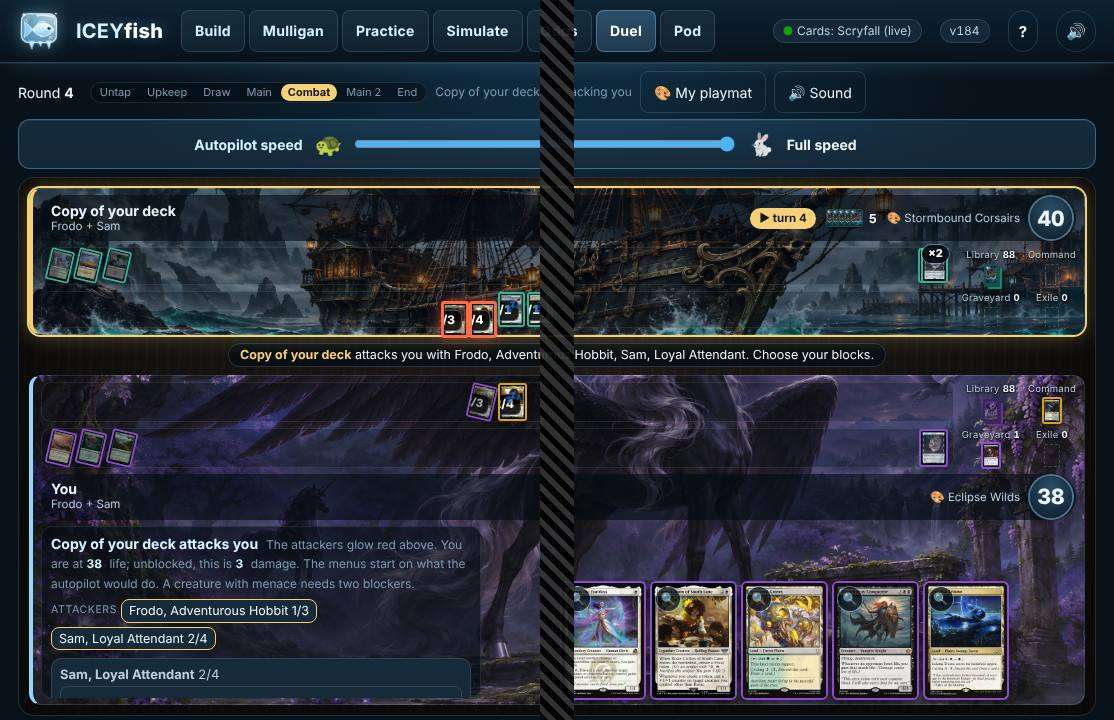 ICEYfish
Build Mulligan Practice Simulate Duel Pod
Cards: Scryfall (live) v184 ?
Round 4 Untap Upkeep Draw Main Combat Main 2 End Copy of your deck you My playmat Sound
Autopilot speed Full speed
Copy of your deck
Frodo + Sam
turn 4 5 Stormbound Corsairs 40
×2 Library 88 Command
Graveyard 0 Exile 0
/3 /4
Copy of your deck attacks you with Frodo, Hobbit, Sam, Loyal Attendant. Choose your blocks.
Library 88 Command
/3 /4
Graveyard 1 Exile 0
You
Frodo + Sam
Eclipse Wilds 38
Copy of your deck attacks you The attackers glow red above. You
are at 38 life; unblocked, this is 3 damage. The menus start on what the
autopilot would do. A creature with menace needs two blockers.
ATTACKERS Frodo, Adventurous Hobbit 1/3
Sam, Loyal Attendant 2/4
Sam, Loyal Attendant 2/4